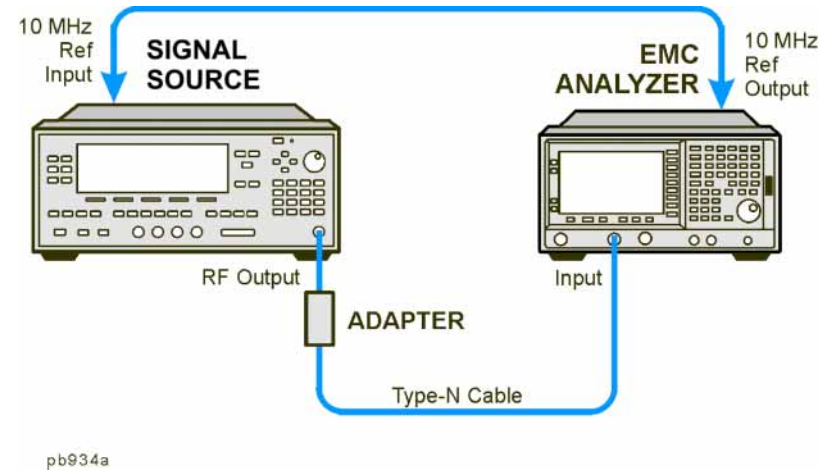 10 MHz
Ref
Input
SIGNAL
SOURCE
EMC
ANALYZER
10 MHz
Ref
Output
RF Output
Input
ADAPTER
Type-N Cable
pb934a